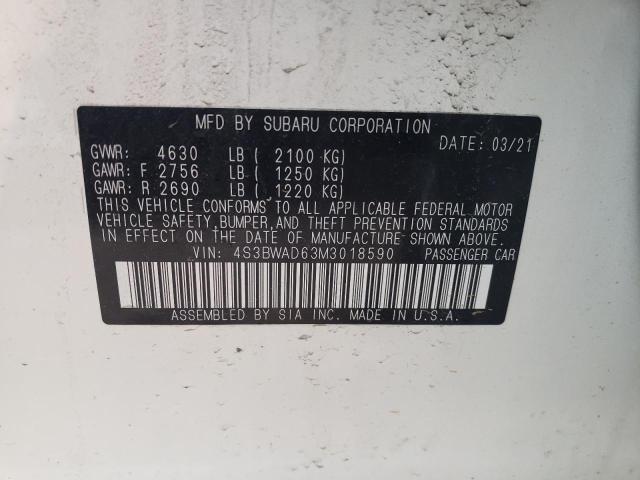 MFD BY SUBARU CORPORATION
DATE: 03/21
GVWR: 4630 LB ( 2100 KG)
GAWR: F 2756 LB ( 1250 KG)
GAWR: R 2690 LB ( 1220 KG)
THIS VEHICLE CONFORMS TO ALL APPLICABLE FEDERAL MOTOR
VEHICLE SAFETY, BUMPER, AND THEFT PREVENTION STANDARDS
IN EFFECT ON THE DATE OF MANUFACTURE SHOWN ABOVE.
VIN: 4S3BWAD63M3018590 PASSENGER CAR
ASSEMBLED BY SIA INC. MADE IN U.S.A.